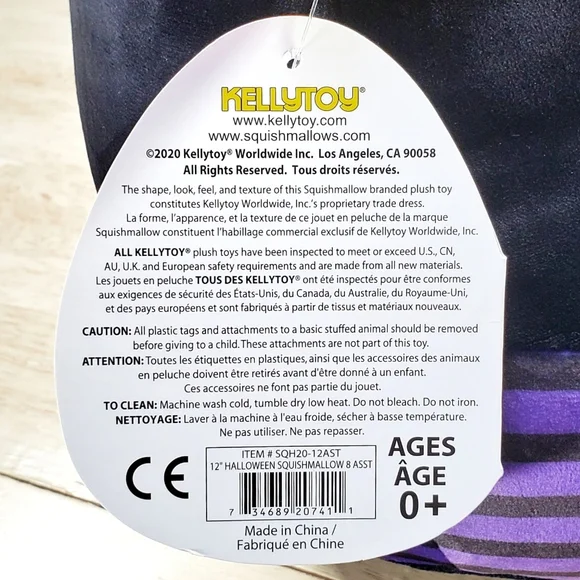 KELLYTOY®
www.kellytoy.com
www.squishmallows.com
©2020 Kellytoy® Worldwide Inc. Los Angeles, CA 90058
All Rights Reserved. Tous droits réservés.
The shape, look, feel, and texture of this Squishmallow branded plush toy
constitutes Kellytoy Worldwide, Inc.'s proprietary trade dress.
La forme, l'apparence, et la texture de ce jouet en peluche de la marque
Squishmallow constituent l'habillage commercial exclusif de Kellytoy Worldwide, Inc.
ALL KELLYTOY® plush toys have been inspected to meet or exceed U.S., CN,
AU, U.K. and European safety requirements and are made from all new materials.
Les jouets en peluche TOUS DES KELLYTOY® ont été inspectés pour être conformes
aux exigences de sécurité des États-Unis, du Canada, du Australie, du Royaume-Uni,
et des pays européens et sont fabriqués à partir de tissus et matériaux nouveaux.
CAUTION: All plastic tags and attachments to a basic stuffed animal should be removed
before giving to a child. These attachments are not part of this toy.
ATTENTION: Toutes les étiquettes en plastiques, ainsi que les accessoires des animaux
en peluche doivent être retirés avant d'être donné à un enfant.
Ces accessoires ne font pas partie du jouet.
TO CLEAN: Machine wash cold, tumble dry low heat. Do not bleach. Do not iron.
NETTOYAGE: Laver à la machine à l'eau froide, sécher à basse température.
Ne pas utiliser. Ne pas repasser.
CE
ITEM # SQH20-12AST
12" HALLOWEEN SQUISHMALLOW 8 ASST
7 34689 20741 1
Made in China /
Fabriqué en Chine
AGES
ÂGE
0+